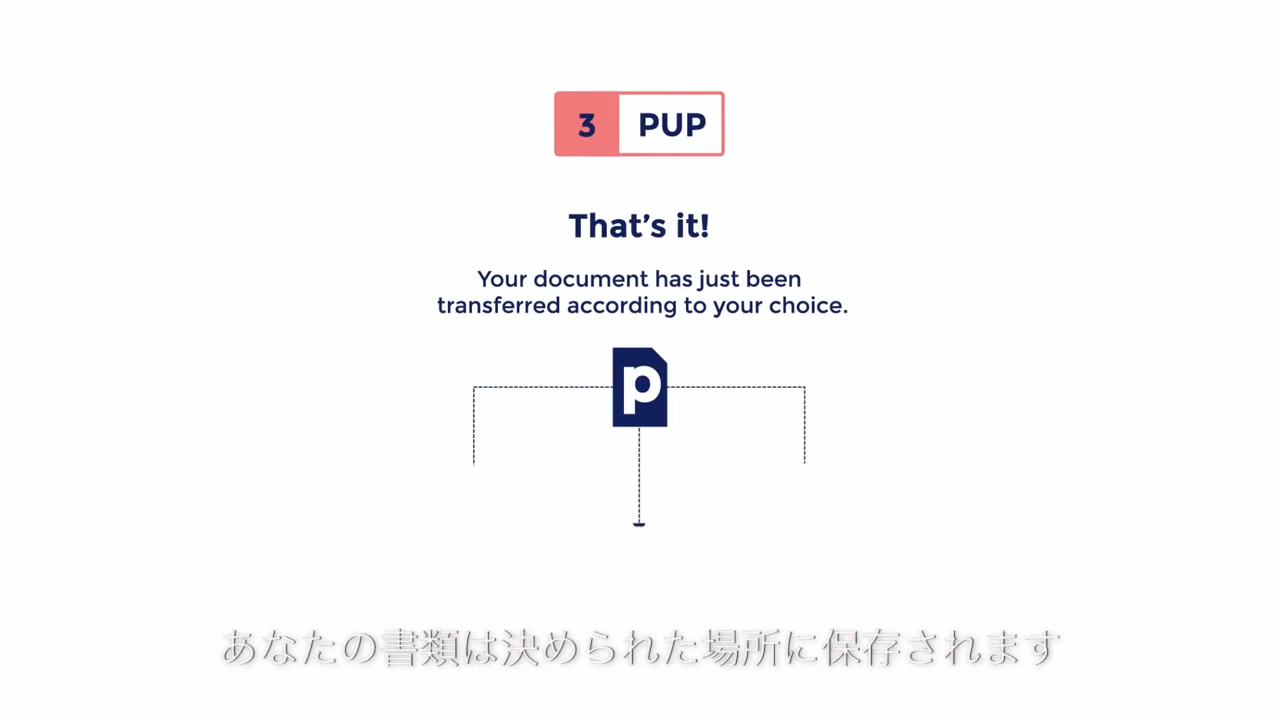 3 PUP
That's it!
Your document has just been
transferred according to your choice.
p
あなたの書類は決められた場所に保存されます